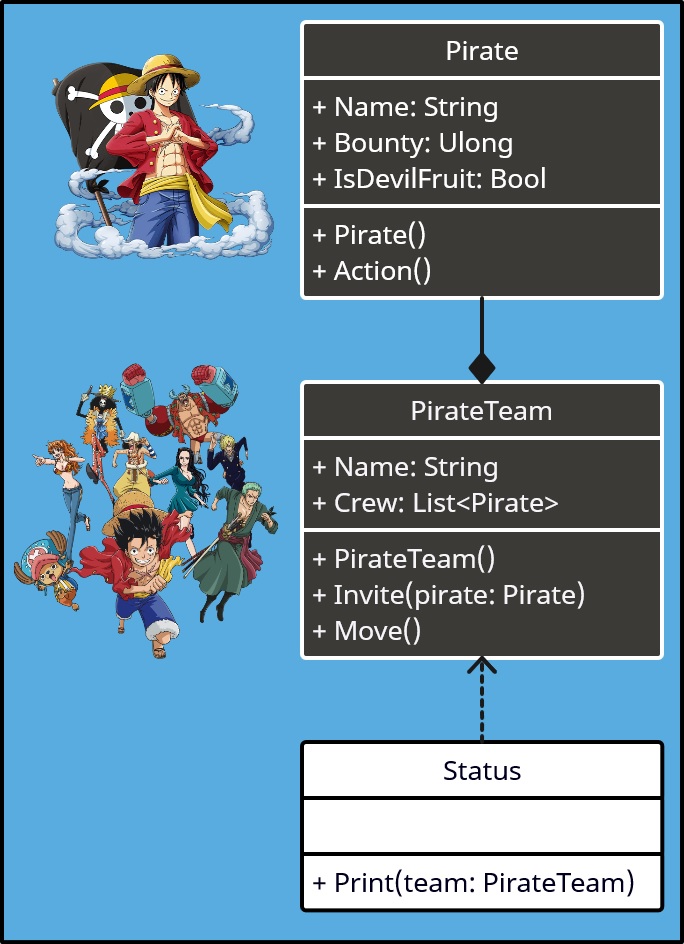 Pirate
+ Name: String
+ Bounty: Ulong
+ IsDevilFruit: Bool
+ Pirate()
+ Action()
PirateTeam
+ Name: String
+ Crew: List<Pirate>
+ PirateTeam()
+ Invite(pirate: Pirate)
+ Move()
Status
+ Print(team: PirateTeam)